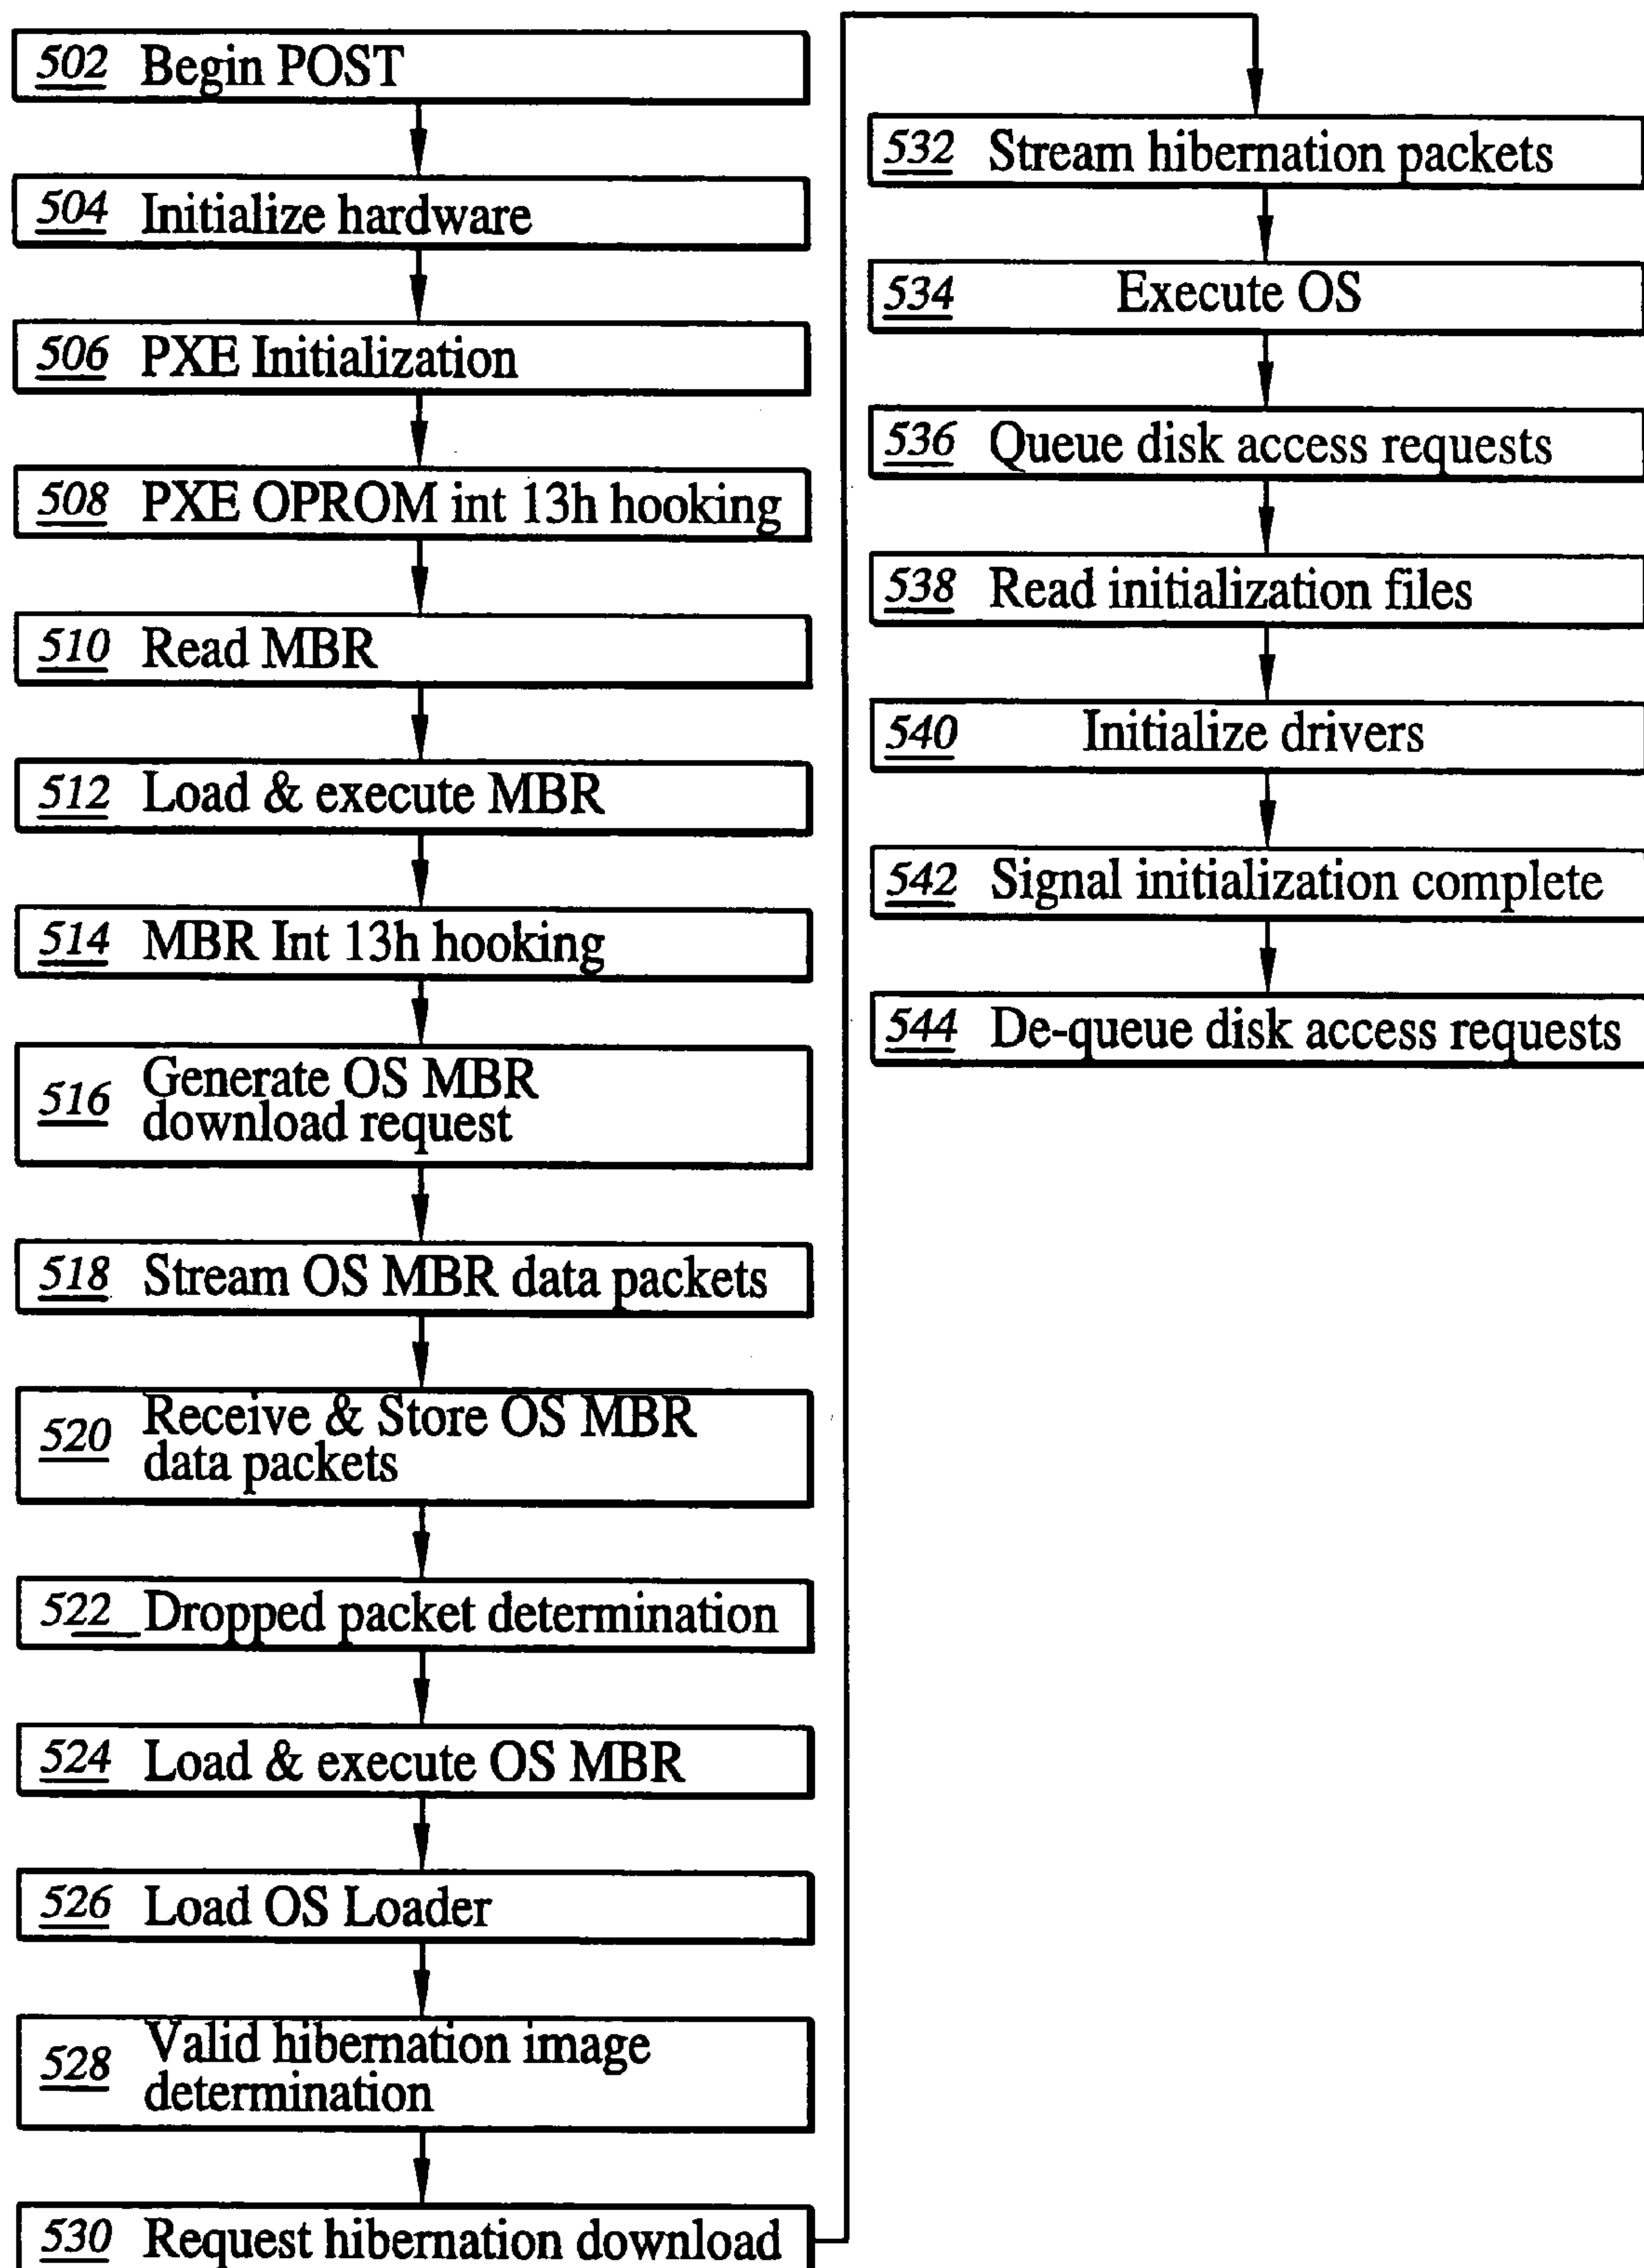 502 Begin POST
504 Initialize hardware
506 PXE Initialization
508 PXE OPROM int 13h hooking
510 Read MBR
512 Load & execute MBR
514 MBR Int 13h hooking
516 Generate OS MBR
download request
518 Stream OS MBR data packets
520 Receive & Store OS MBR
data packets
522 Dropped packet determination
524 Load & execute OS MBR
526 Load OS Loader
528 Valid hibernation image
determination
530 Request hibernation download
532 Stream hibernation packets
534 Execute OS
536 Queue disk access requests
538 Read initialization files
540 Initialize drivers
542 Signal initialization complete
544 De-queue disk access requests